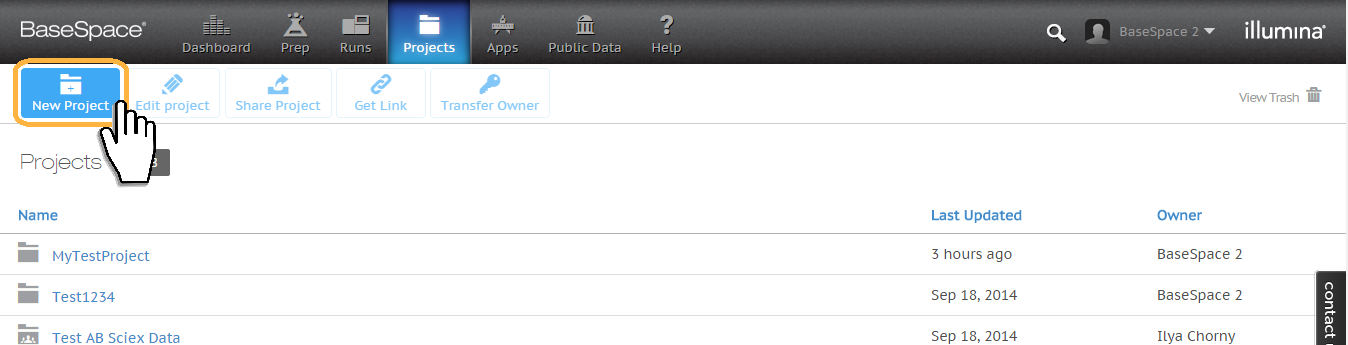 BaseSpace®
Dashboard Prep Runs Projects Apps Public Data Help
BaseSpace 2
illumina®
New Project Edit project Share Project Get Link Transfer Owner
View Trash
Projects
Name Last Updated Owner
MyTestProject 3 hours ago BaseSpace 2
Test1234 Sep 18, 2014 BaseSpace 2
Test AB Sciex Data Sep 18, 2014 Ilya Chorny
contact